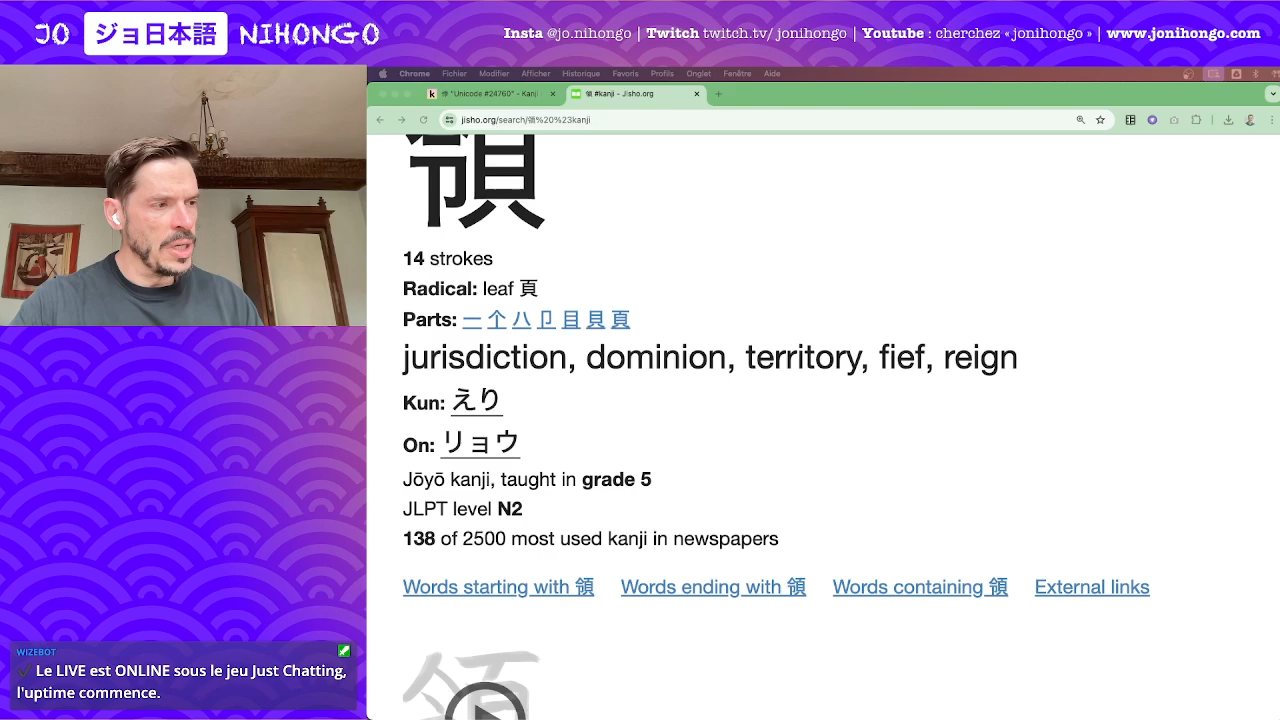 JO ジョ日本語 NIHONGO
Insta @jo.nihongo | Twitch twitch.tv/ jonihongo | Youtube : cherchez « jonihongo » | www.jonihongo.com
Chrome Fichier Modifier Afficher Historique Favoris Profils Onglet Fenêtre Aide
領 #kanji - Jisho.org
jisho.org/search/領%20%23kanji
領
14 strokes
Radical: leaf 頁
Parts: 一 个 ハ 卩 目 貝 頁
jurisdiction, dominion, territory, fief, reign
Kun: えり
On: リョウ
Jōyō kanji, taught in grade 5
JLPT level N2
138 of 2500 most used kanji in newspapers
Words starting with 領 Words ending with 領 Words containing 領 External links
WIZEBOT
✓ Le LIVE est ONLINE sous le jeu Just Chatting,
l'uptime commence.